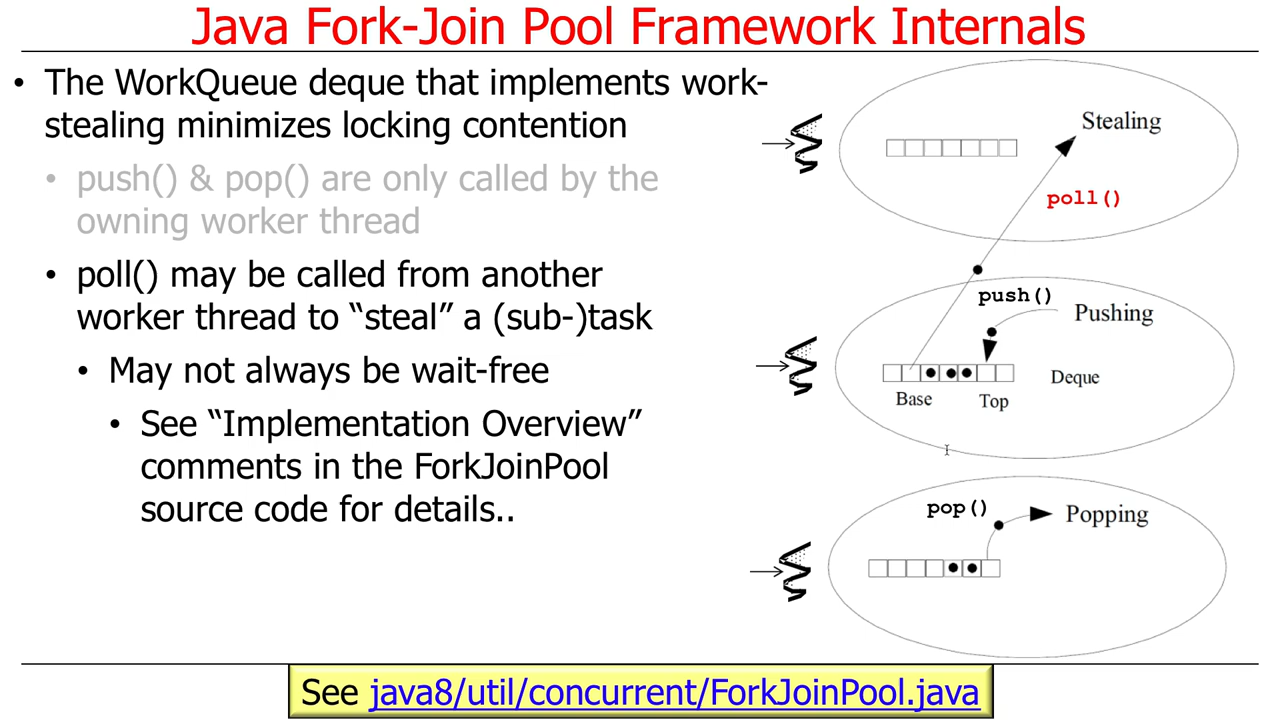 Java Fork-Join Pool Framework Internals
• The WorkQueue deque that implements work-
stealing minimizes locking contention
• push() & pop() are only called by the
owning worker thread
• poll() may be called from another
worker thread to “steal” a (sub-)task
• May not always be wait-free
• See “Implementation Overview”
comments in the ForkJoinPool
source code for details..
Stealing
poll()
push()
Pushing
Deque
Base
Top
pop()
Popping
See java8/util/concurrent/ForkJoinPool.java